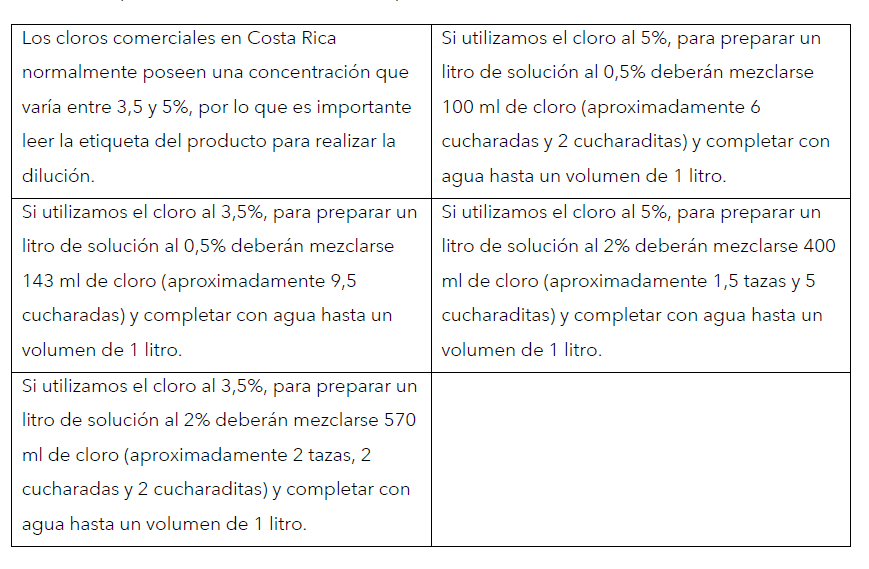 Los cloros comerciales en Costa Rica
normalmente poseen una concentración que
varía entre 3,5 y 5%, por lo que es importante
leer la etiqueta del producto para realizar la
dilución.
Si utilizamos el cloro al 5%, para preparar un
litro de solución al 0,5% deberán mezclarse
100 ml de cloro (aproximadamente 6
cucharadas y 2 cucharaditas) y completar con
agua hasta un volumen de 1 litro.
Si utilizamos el cloro al 3,5%, para preparar un
litro de solución al 0,5% deberán mezclarse
143 ml de cloro (aproximadamente 9,5
cucharadas) y completar con agua hasta un
volumen de 1 litro.
Si utilizamos el cloro al 5%, para preparar un
litro de solución al 2% deberán mezclarse 400
ml de cloro (aproximadamente 1,5 tazas y 5
cucharaditas) y completar con agua hasta un
volumen de 1 litro.
Si utilizamos el cloro al 3,5%, para preparar un
litro de solución al 2% deberán mezclarse 570
ml de cloro (aproximadamente 2 tazas, 2
cucharadas y 2 cucharaditas) y completar con
agua hasta un volumen de 1 litro.